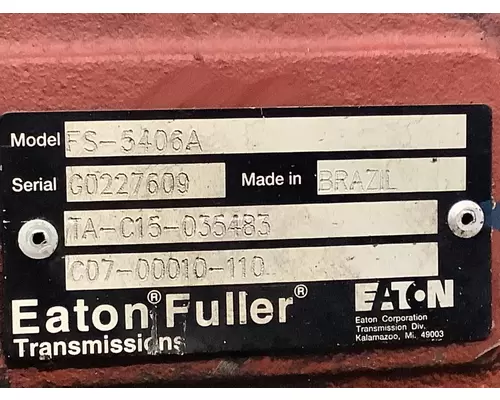 Model FS-5406A
Serial G0227609 Made in BRAZIL
TA-C15-035483
C07-00010-110
Eaton® Fuller®
Transmissions
EATON
Eaton Corporation
Transmission Div.
Kalamazoo, Mi. 49003